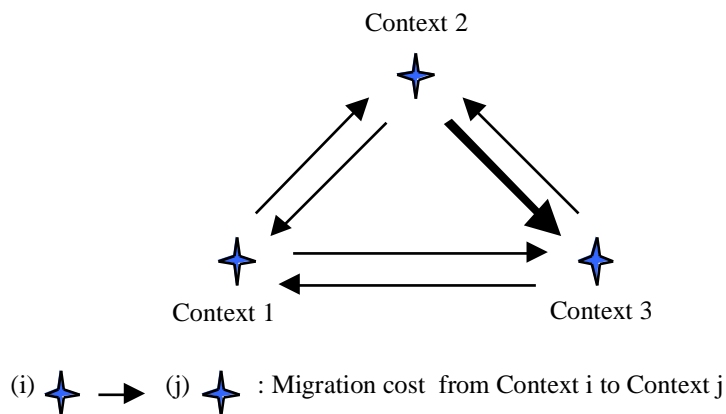 Context 2
Context 1
Context 3
(i) (j) : Migration cost from Context i to Context j